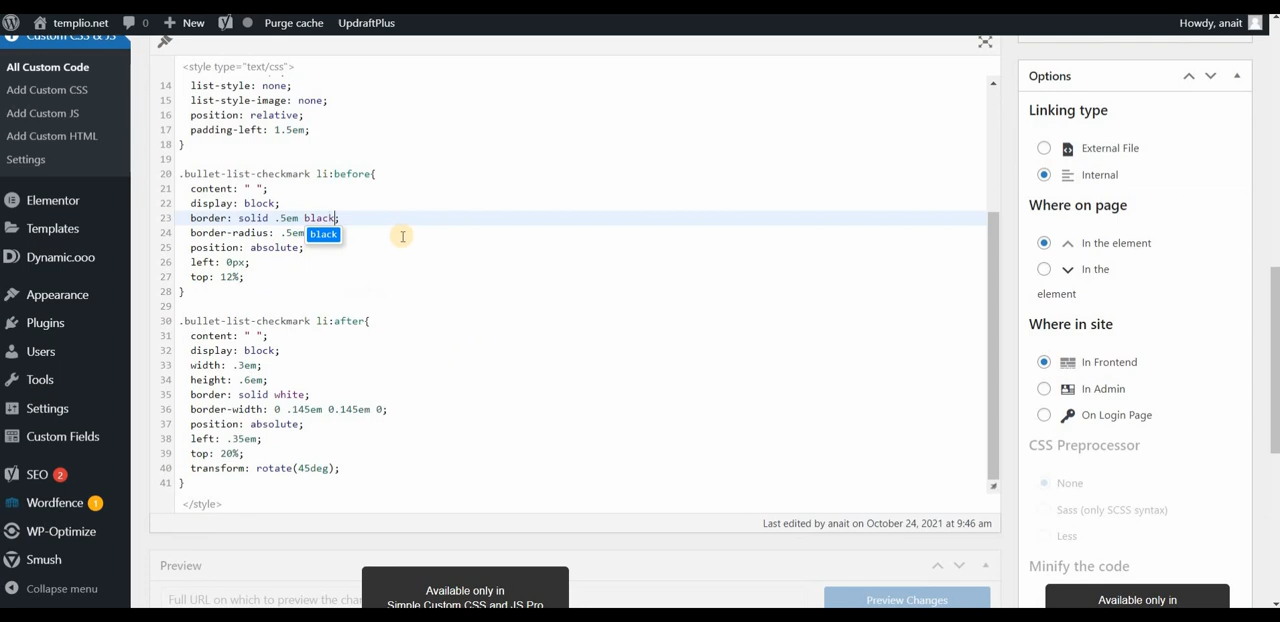 templio.net 0 New Purge cache UpdraftPlus Howdy, anait
Custom CSS & JS
All Custom Code
Add Custom CSS
Add Custom JS
Add Custom HTML
Settings
Elementor
Templates
Dynamic.ooo
Appearance
Plugins
Users
Tools
Settings
Custom Fields
SEO 2
Wordfence 1
WP-Optimize
Smush
Collapse menu
<style type="text/css">
14 list-style: none;
15 list-style-image: none;
16 position: relative;
17 padding-left: 1.5em;
18 }
19
20 .bullet-list-checkmark li:before{
21 content: " ";
22 display: block;
23 border: solid .5em black;
24 border-radius: .5em
black
25 position: absolute;
26 left: 0px;
27 top: 12%;
28 }
29
30 .bullet-list-checkmark li:after{
31 content: " ";
32 display: block;
33 width: .3em;
34 height: .6em;
35 border: solid white;
36 border-width: 0 .145em 0.145em 0;
37 position: absolute;
38 left: .35em;
39 top: 20%;
40 transform: rotate(45deg);
41 }
</style>
Last edited by anait on October 24, 2021 at 9:46 am
Preview
Full URL on which to preview the cha
Available only in
Simple Custom CSS and JS Pro
Preview Changes
Options
Linking type
External File
Internal
Where on page
In the element
In the
element
Where in site
In Frontend
In Admin
On Login Page
CSS Preprocessor
None
Sass (only SCSS syntax)
Less
Minify the code
Available only in